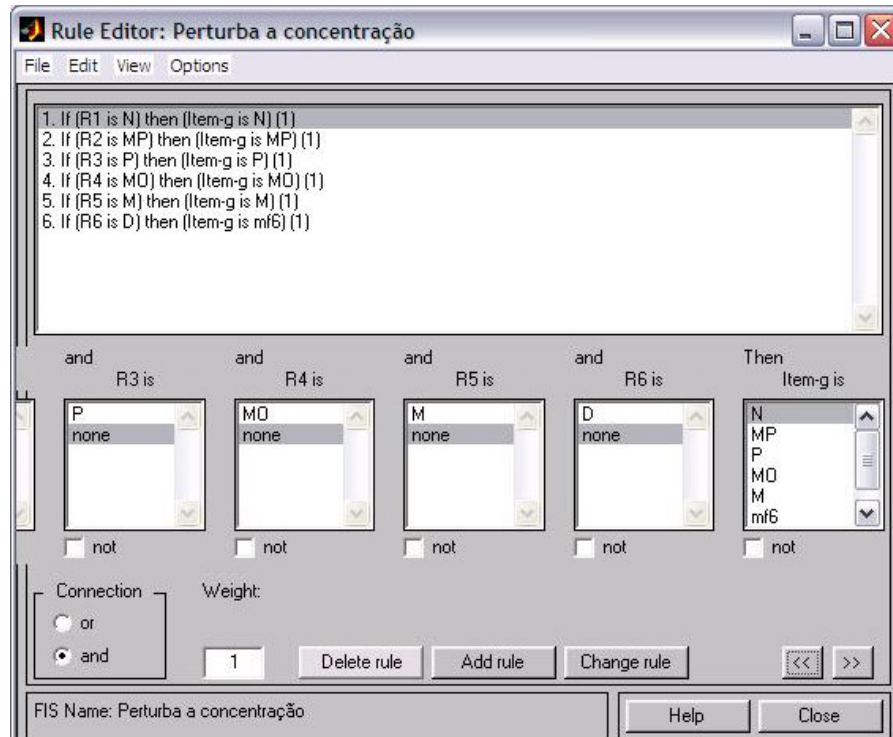 Rule Editor: Perturba a concentração
File Edit View Options
1. If (R1 is N) then (Item-g is N) (1)
2. If (R2 is MP) then (Item-g is MP) (1)
3. If (R3 is P) then (Item-g is P) (1)
4. If (R4 is MO) then (Item-g is MO) (1)
5. If (R5 is M) then (Item-g is M) (1)
6. If (R6 is D) then (Item-g is mf6) (1)
and and and and Then
R3 is R4 is R5 is R6 is Item-g is
P MO M D N
none none none none MP
P
MO
M
mf6
not not not not not
Connection Weight:
or
and 1 Delete rule Add rule Change rule << >>
FIS Name: Perturba a concentração Help Close